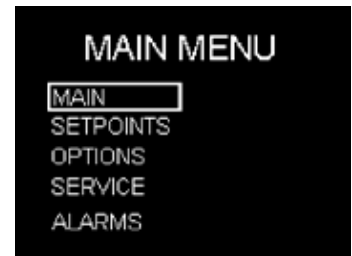 MAIN MENU
MAIN
SETPOINTS
OPTIONS
SERVICE
ALARMS